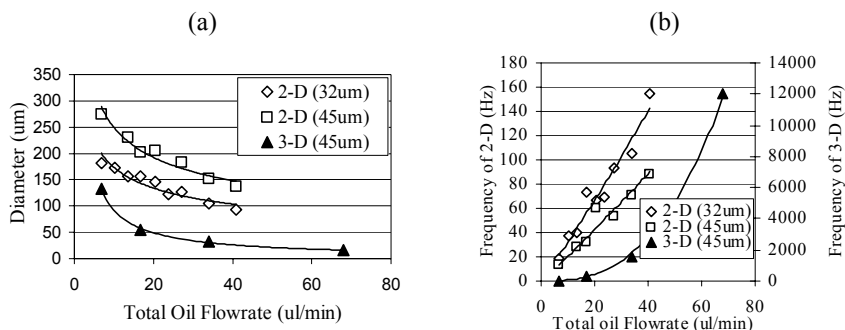 (a)
(b)
350
300
250
200
150
100
50
0
Diameter (um)
2-D (32um)
2-D (45um)
3-D (45um)
0 20 40 60 80
Total Oil Flowrate (ul/min)
180
160
140
120
100
80
60
40
20
0
Frequency of 2-D (Hz)
14000
12000
10000
8000
6000
4000
2000
0
Frequency of 3-D (Hz)
2-D (32um)
2-D (45um)
3-D (45um)
0 20 40 60 80
Total oil Flowrate (ul/min)